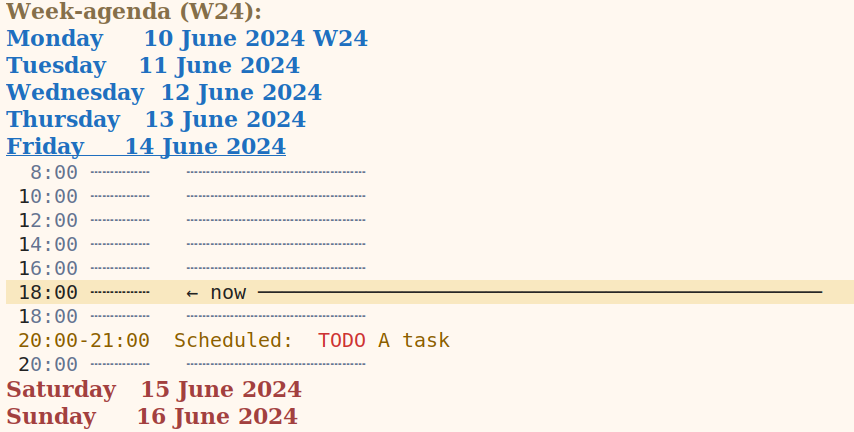 Week-agenda (W24):
Monday 10 June 2024 W24
Tuesday 11 June 2024
Wednesday 12 June 2024
Thursday 13 June 2024
Friday 14 June 2024
8:00 ┄┄┄┄┄ ┄┄┄┄┄┄┄┄┄┄┄┄┄┄┄
10:00 ┄┄┄┄┄ ┄┄┄┄┄┄┄┄┄┄┄┄┄┄┄
12:00 ┄┄┄┄┄ ┄┄┄┄┄┄┄┄┄┄┄┄┄┄┄
14:00 ┄┄┄┄┄ ┄┄┄┄┄┄┄┄┄┄┄┄┄┄┄
16:00 ┄┄┄┄┄ ┄┄┄┄┄┄┄┄┄┄┄┄┄┄┄
18:00 ┄┄┄┄┄ ← now ───────────────────────────────────────────────
18:00 ┄┄┄┄┄ ┄┄┄┄┄┄┄┄┄┄┄┄┄┄┄
20:00-21:00 Scheduled: TODO A task
20:00 ┄┄┄┄┄ ┄┄┄┄┄┄┄┄┄┄┄┄┄┄┄
Saturday 15 June 2024
Sunday 16 June 2024